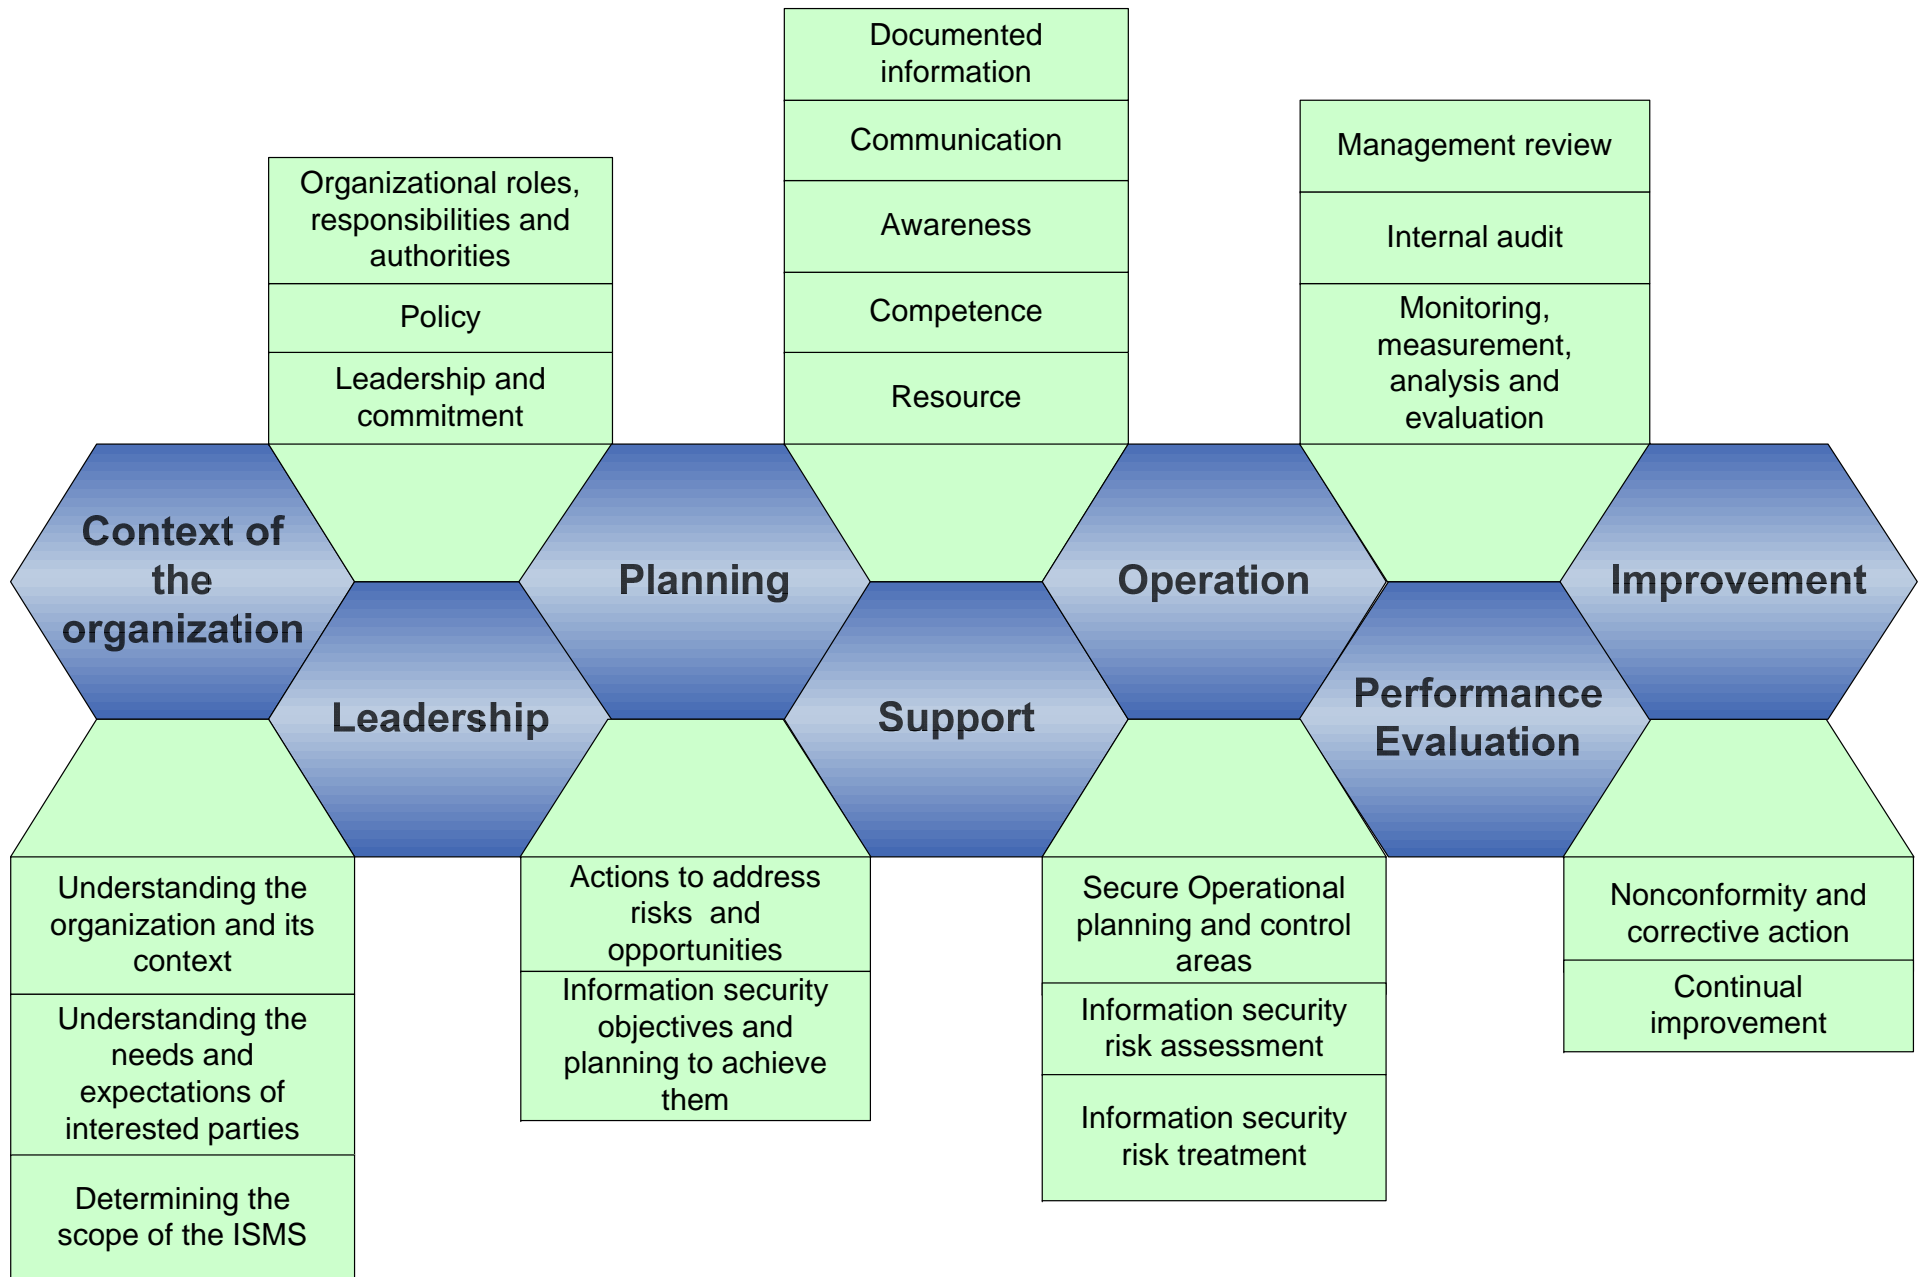 Documented
information
Communication
Awareness
Competence
Resource
Management review
Internal audit
Monitoring,
measurement,
analysis and
evaluation
Organizational roles,
responsibilities and
authorities
Policy
Leadership and
commitment
Context of
the
organization
Leadership
Planning
Support
Operation
Performance
Evaluation
Improvement
Understanding the
organization and its
context
Understanding the
needs and
expectations of
interested parties
Determining the
scope of the ISMS
Actions to address
risks  and
opportunities
Information security
objectives and
planning to achieve
them
Secure Operational
planning and control
areas
Information security
risk assessment
Information security
risk treatment
Nonconformity and
corrective action
Continual
improvement